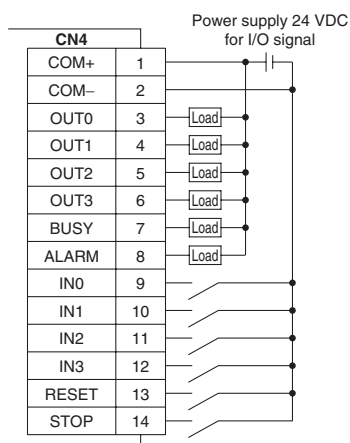 Power supply 24 VDC
for I/O signal
CN4
COM+ 1
COM− 2
OUT0 3 Load
OUT1 4 Load
OUT2 5 Load
OUT3 6 Load
BUSY 7 Load
ALARM 8 Load
IN0 9
IN1 10
IN2 11
IN3 12
RESET 13
STOP 14